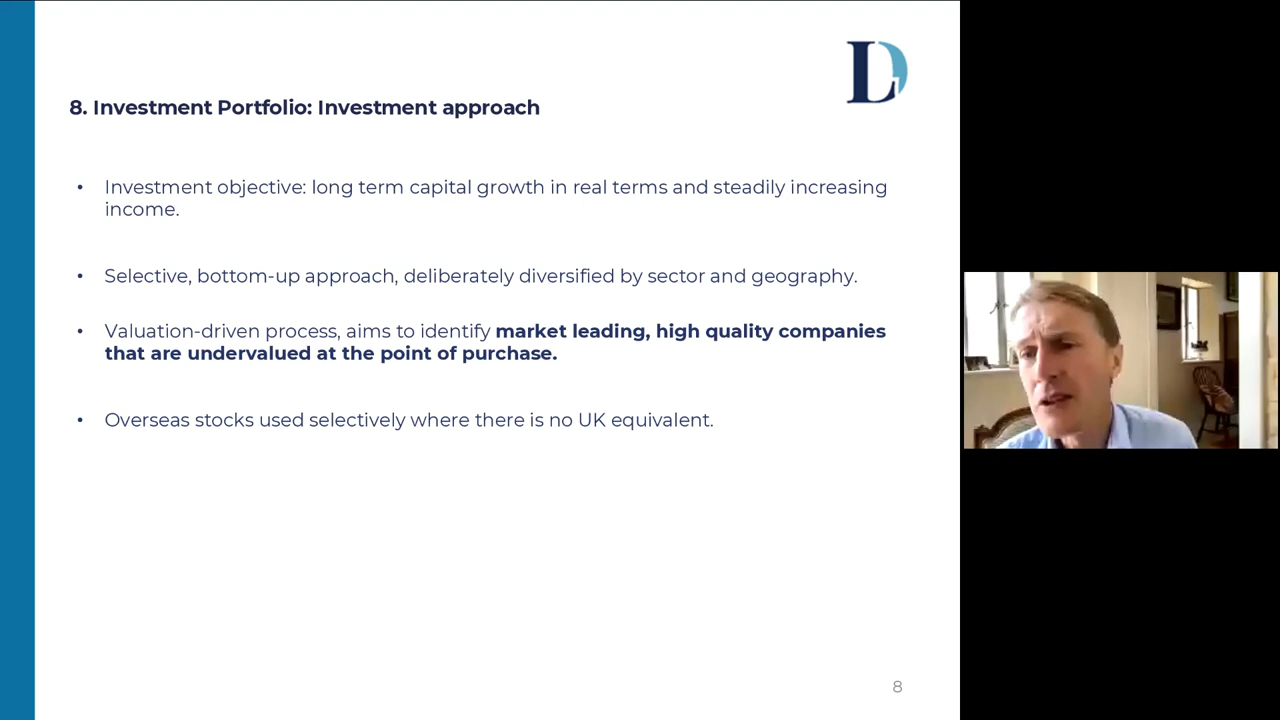 LD
8. Investment Portfolio: Investment approach
• Investment objective: long term capital growth in real terms and steadily increasing
income.
• Selective, bottom-up approach, deliberately diversified by sector and geography.
• Valuation-driven process, aims to identify market leading, high quality companies
that are undervalued at the point of purchase.
• Overseas stocks used selectively where there is no UK equivalent.
8